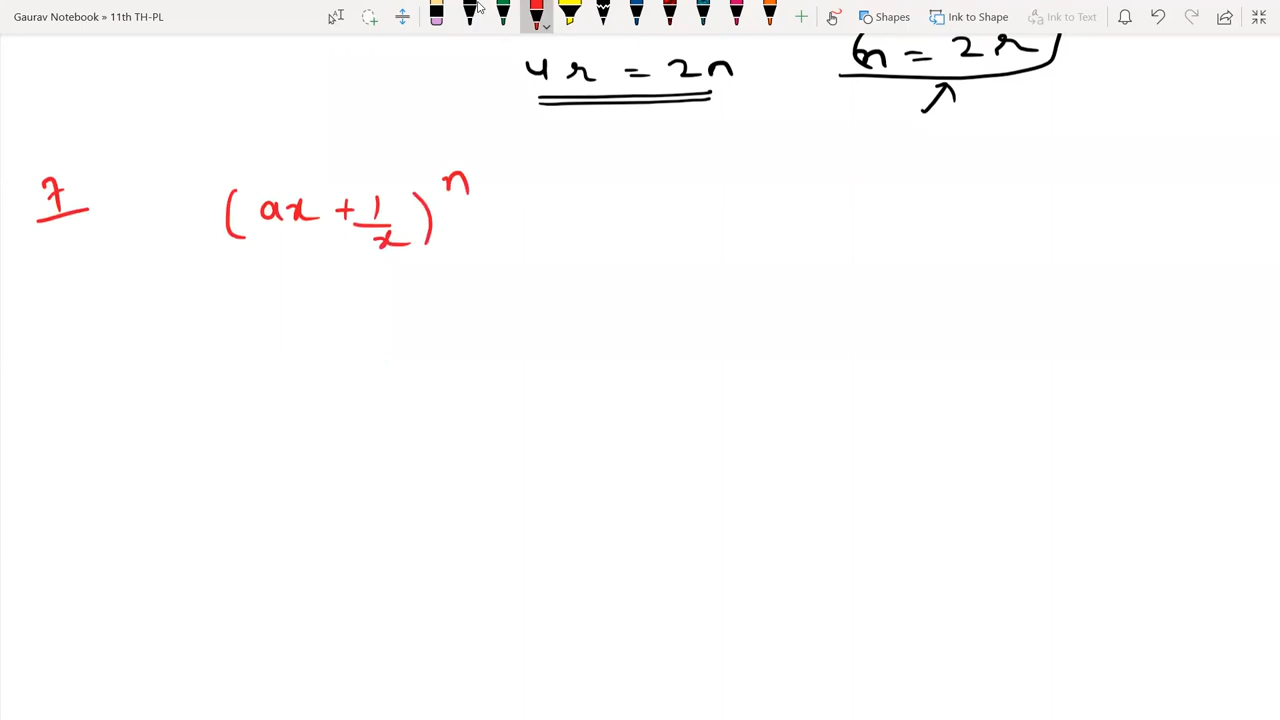 Gaurav Notebook » 11th TH-PL
Shapes
Ink to Shape
Ink to Text
4r = 2n
6n = 2r
7
(ax + 1/x)^n